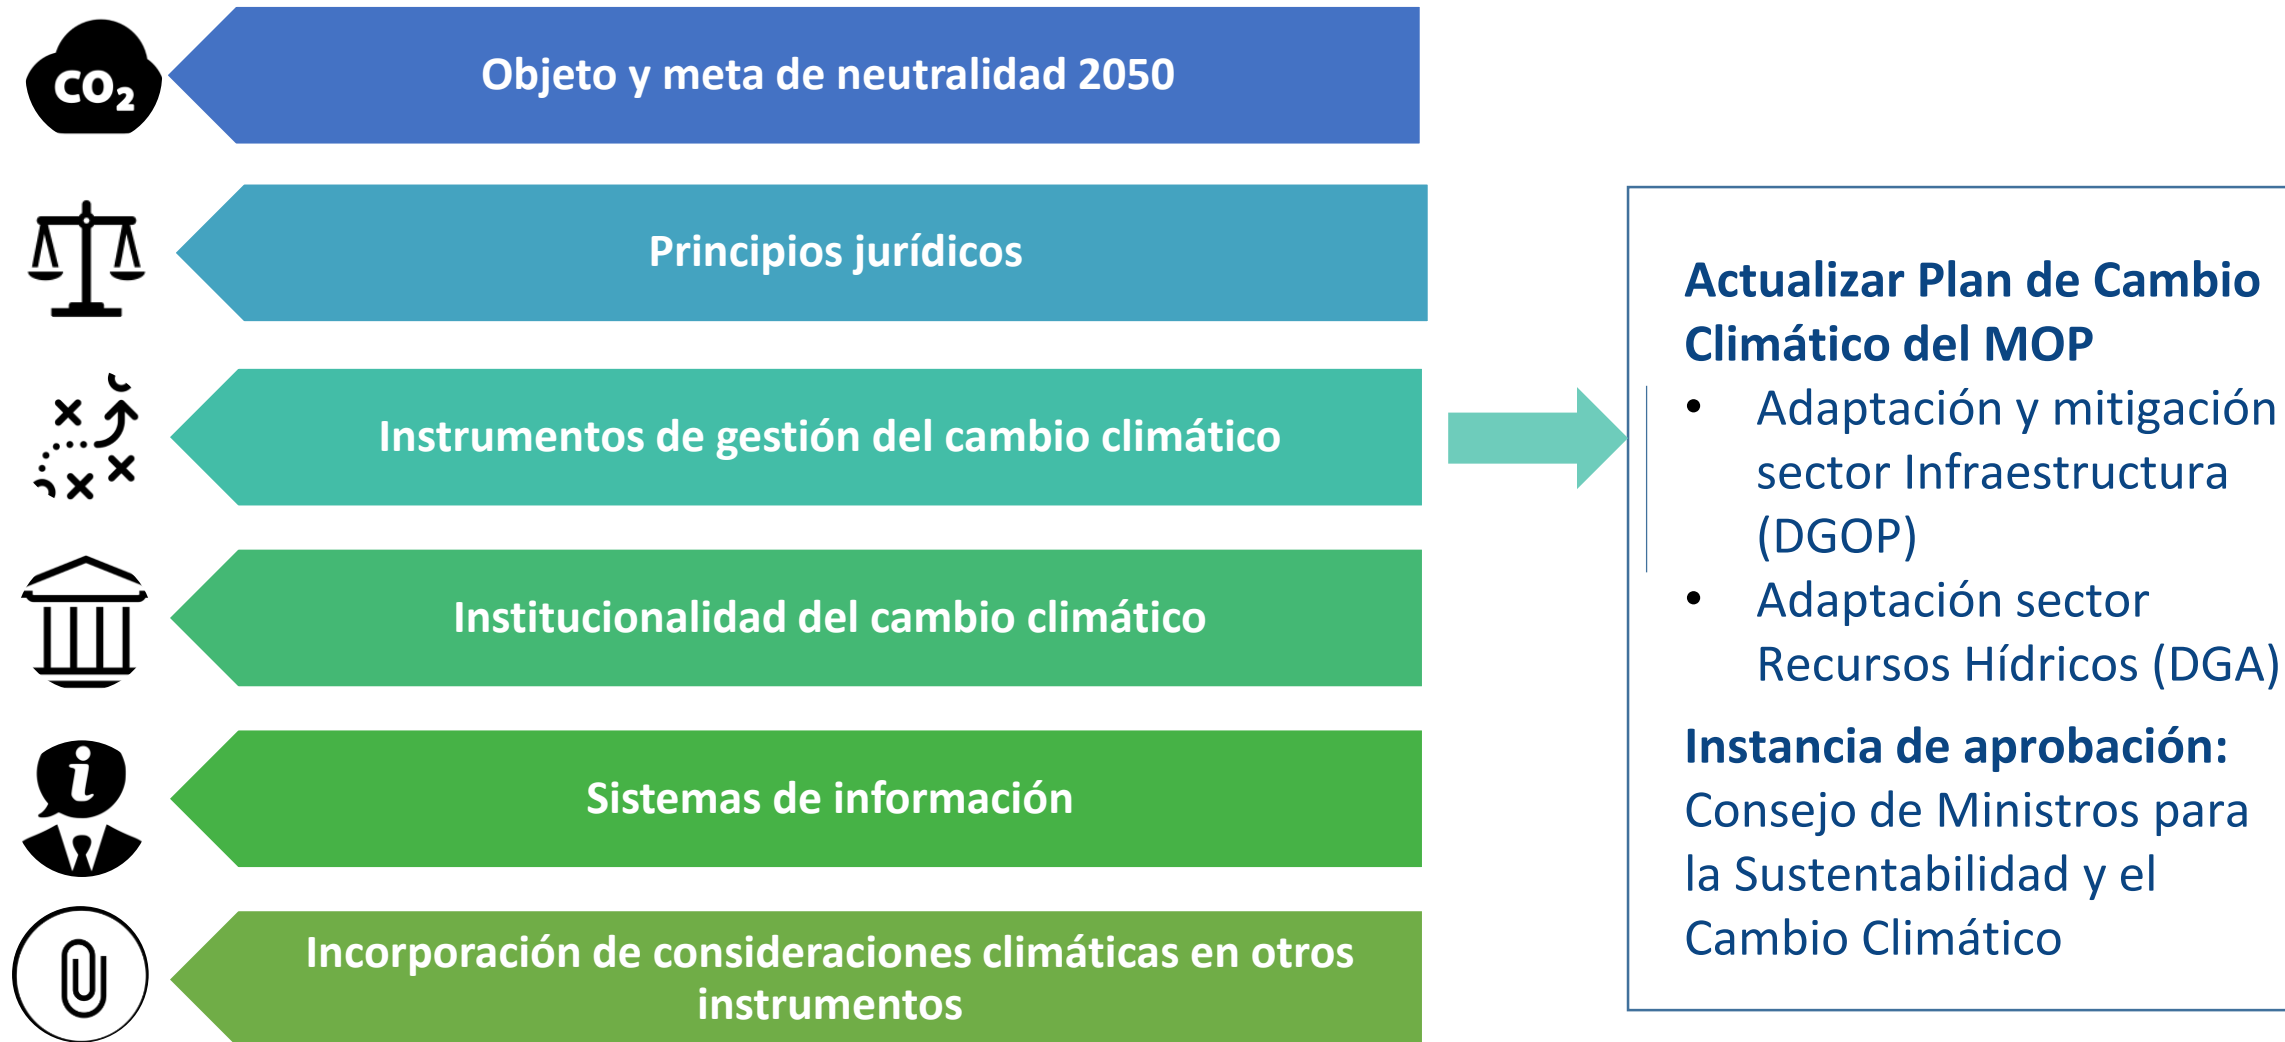 CO₂
Objeto y meta de neutralidad 2050
Principios jurídicos
Instrumentos de gestión del cambio climático
Institucionalidad del cambio climático
i
Sistemas de información
Incorporación de consideraciones climáticas en otros
instrumentos
Actualizar Plan de Cambio
Climático del MOP
• Adaptación y mitigación
sector Infraestructura
(DGOP)
• Adaptación sector
Recursos Hídricos (DGA)
Instancia de aprobación:
Consejo de Ministros para
la Sustentabilidad y el
Cambio Climático